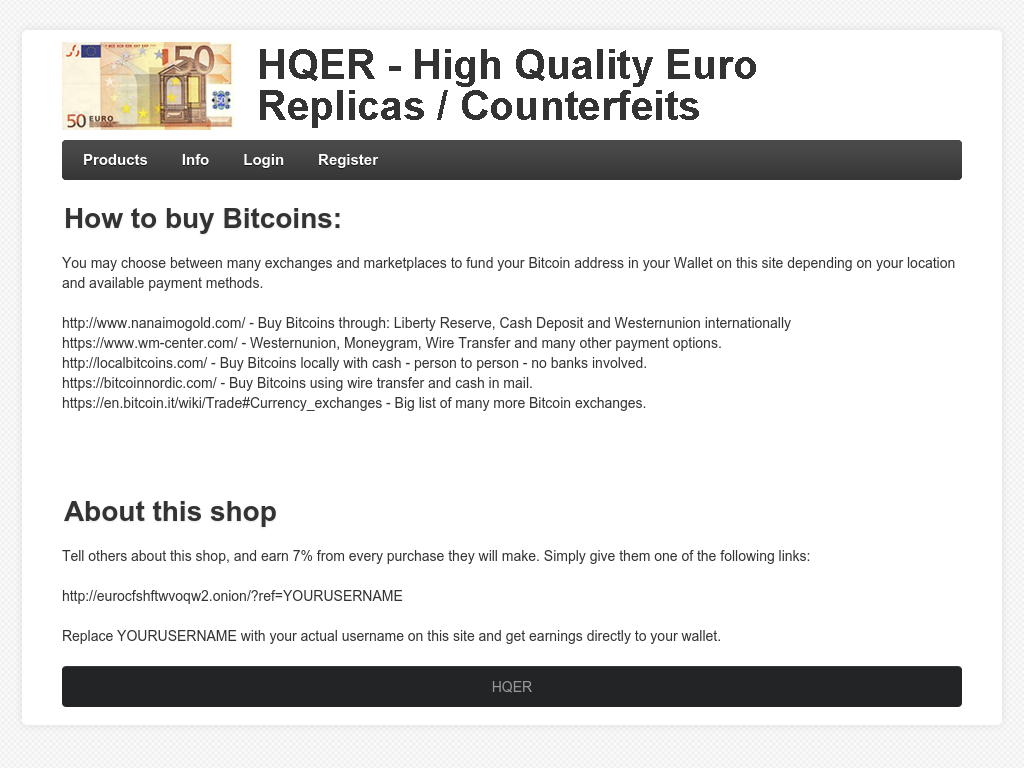 50
50 EURO
HQER - High Quality Euro
Replicas / Counterfeits
Products Info Login Register
How to buy Bitcoins:
You may choose between many exchanges and marketplaces to fund your Bitcoin address in your Wallet on this site depending on your location
and available payment methods.
http://www.nanaimogold.com/ - Buy Bitcoins through: Liberty Reserve, Cash Deposit and Westernunion internationally
https://www.wm-center.com/ - Westernunion, Moneygram, Wire Transfer and many other payment options.
http://localbitcoins.com/ - Buy Bitcoins locally with cash - person to person - no banks involved.
https://bitcoinnordic.com/ - Buy Bitcoins using wire transfer and cash in mail.
https://en.bitcoin.it/wiki/Trade#Currency_exchanges - Big list of many more Bitcoin exchanges.
About this shop
Tell others about this shop, and earn 7% from every purchase they will make. Simply give them one of the following links:
http://eurocfshftwvoqw2.onion/?ref=YOURUSERNAME
Replace YOURUSERNAME with your actual username on this site and get earnings directly to your wallet.
HQER